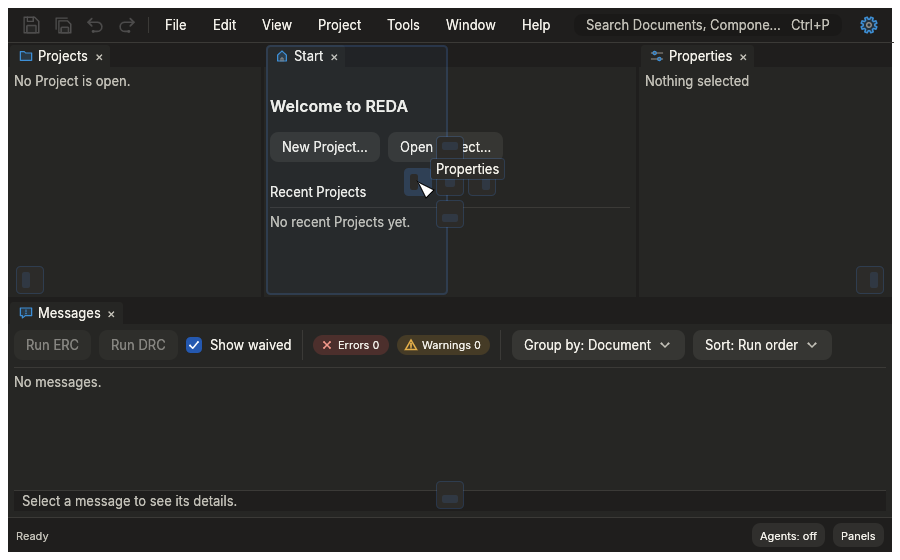 File Edit View Project Tools Window Help Search Documents, Compone... Ctrl+P
Projects × Start × Properties ×
No Project is open.
Nothing selected
Welcome to REDA
New Project... Open ect...
Properties
Recent Projects
No recent Projects yet.
Messages ×
Run ERC Run DRC Show waived Errors 0 Warnings 0 Group by: Document Sort: Run order
No messages.
Select a message to see its details.
Ready Agents: off Panels